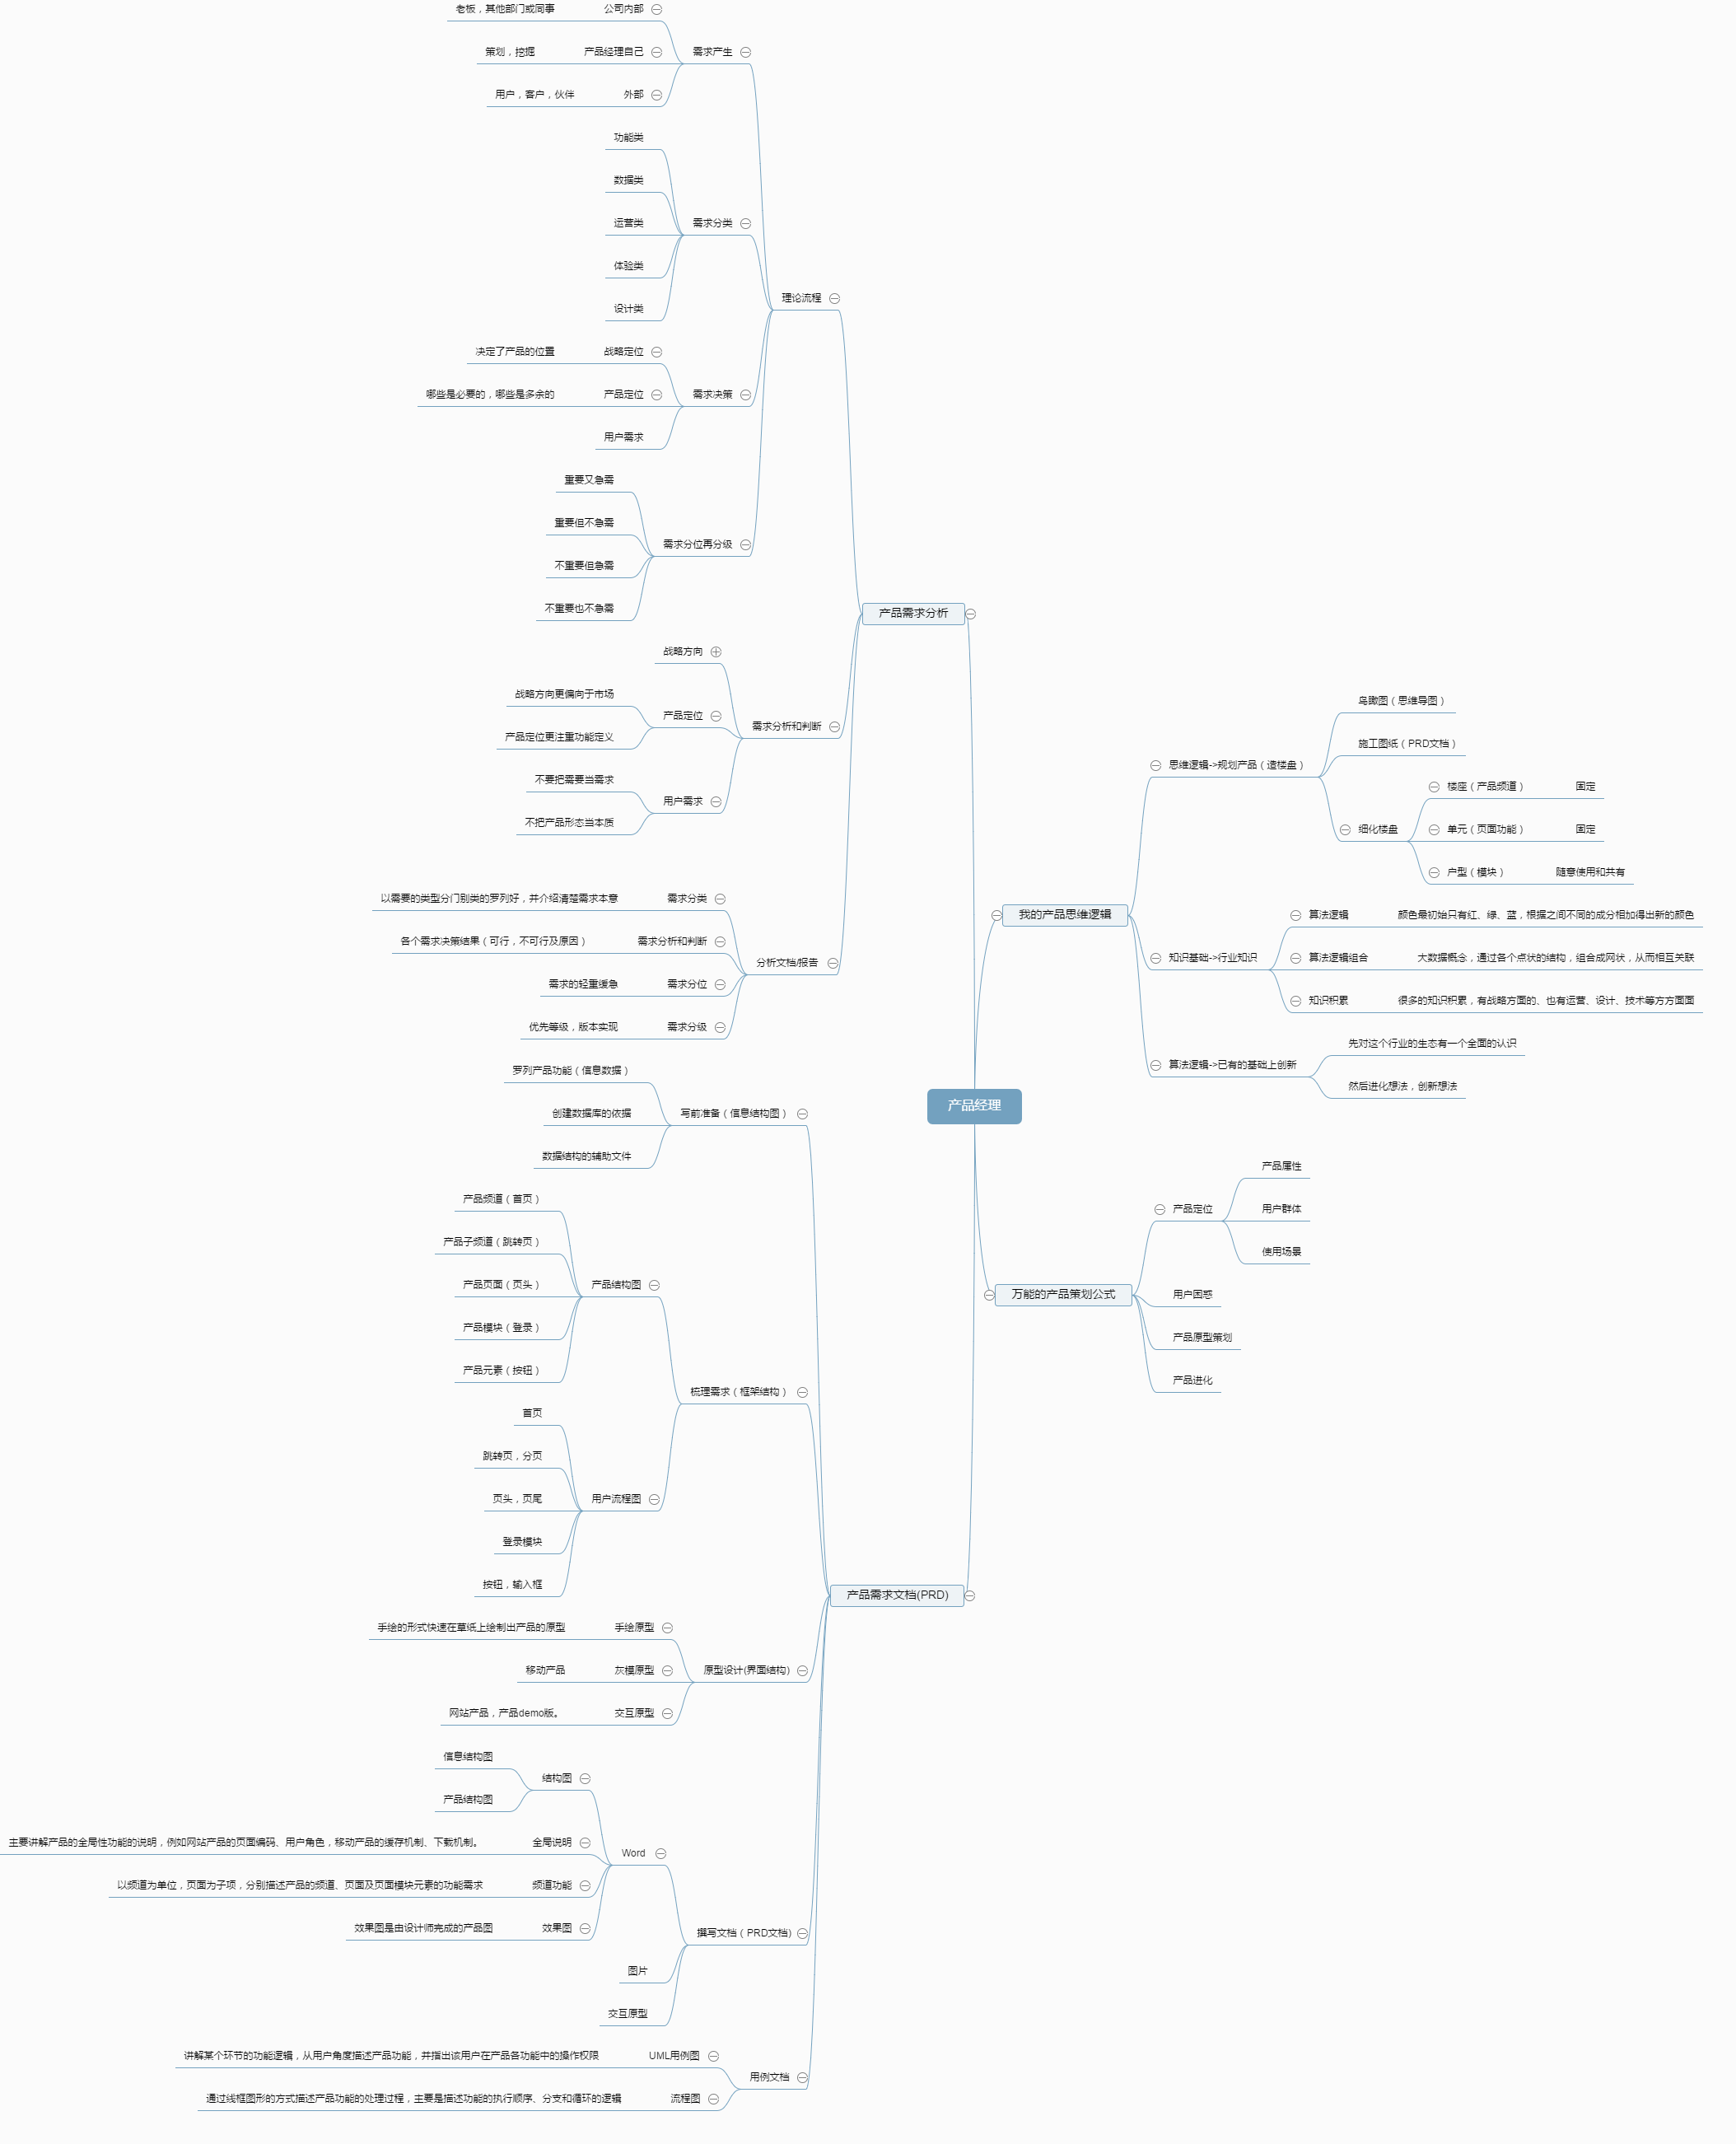 老板，其他部门或同事
公司内部
策划，挖掘
产品经理自己
需求产生
用户，客户，伙伴
外部
功能类
数据类
运营类
需求分类
体验类
设计类
理论流程
决定了产品的位置
战略定位
哪些是必要的，哪些是多余的
产品定位
需求决策
用户需求
重要又急需
重要但不急需
需求分位再分级
不重要但急需
不重要也不急需
产品需求分析
战略方向
战略方向更偏向于市场
产品定位
产品定位更注重功能定义
需求分析和判断
不要把需要当需求
用户需求
不把产品形态当本质
以需要的类型分门别类的罗列好，并介绍清楚需求本意
需求分类
各个需求决策结果（可行，不可行及原因）
需求分析和判断
分析文档/报告
需求的轻重缓急
需求分位
优先等级，版本实现
需求分级
鸟瞰图（思维导图）
施工图纸（PRD文档）
思维逻辑->规划产品（造楼盘）
楼座（产品频道）
固定
细化楼盘
单元（页面功能）
固定
户型（模块）
随意使用和共有
我的产品思维逻辑
算法逻辑
颜色最初始只有红、绿、蓝，根据之间不同的成分相加得出新的颜色
知识基础->行业知识
算法逻辑组合
大数据概念，通过各个点状的结构，组合成网状，从而相互关联
知识积累
很多的知识积累，有战略方面的、也有运营、设计、技术等方方面面
先对这个行业的生态有一个全面的认识
算法逻辑->已有的基础上创新
然后进化想法，创新想法
产品经理
罗列产品功能（信息数据）
创建数据库的依据
写前准备（信息结构图）
数据结构的辅助文件
产品属性
产品定位
用户群体
使用场景
万能的产品策划公式
用户困惑
产品原型策划
产品进化
产品频道（首页）
产品子频道（跳转页）
产品页面（页头）
产品结构图
产品模块（登录）
产品元素（按钮）
梳理需求（框架结构）
首页
跳转页，分页
页头，页尾
用户流程图
登录模块
按钮，输入框
产品需求文档(PRD)
手绘的形式快速在草纸上绘制出产品的原型
手绘原型
移动产品
灰模原型
原型设计(界面结构)
网站产品，产品demo版。
交互原型
信息结构图
结构图
产品结构图
主要讲解产品的全局性功能的说明，例如网站产品的页面编码、用户角色，移动产品的缓存机制、下载机制。
全局说明
Word
以频道为单位，页面为子项，分别描述产品的频道、页面及页面模块元素的功能需求
频道功能
效果图是由设计师完成的产品图
效果图
撰写文档（ PRD文档)
图片
交互原型
讲解某个环节的功能逻辑，从用户角度描述产品功能，并指出该用户在产品各功能中的操作权限
UML用例图
用例文档
通过线框图形的方式描述产品功能的处理过程，主要是描述功能的执行顺序、分支和循环的逻辑
流程图